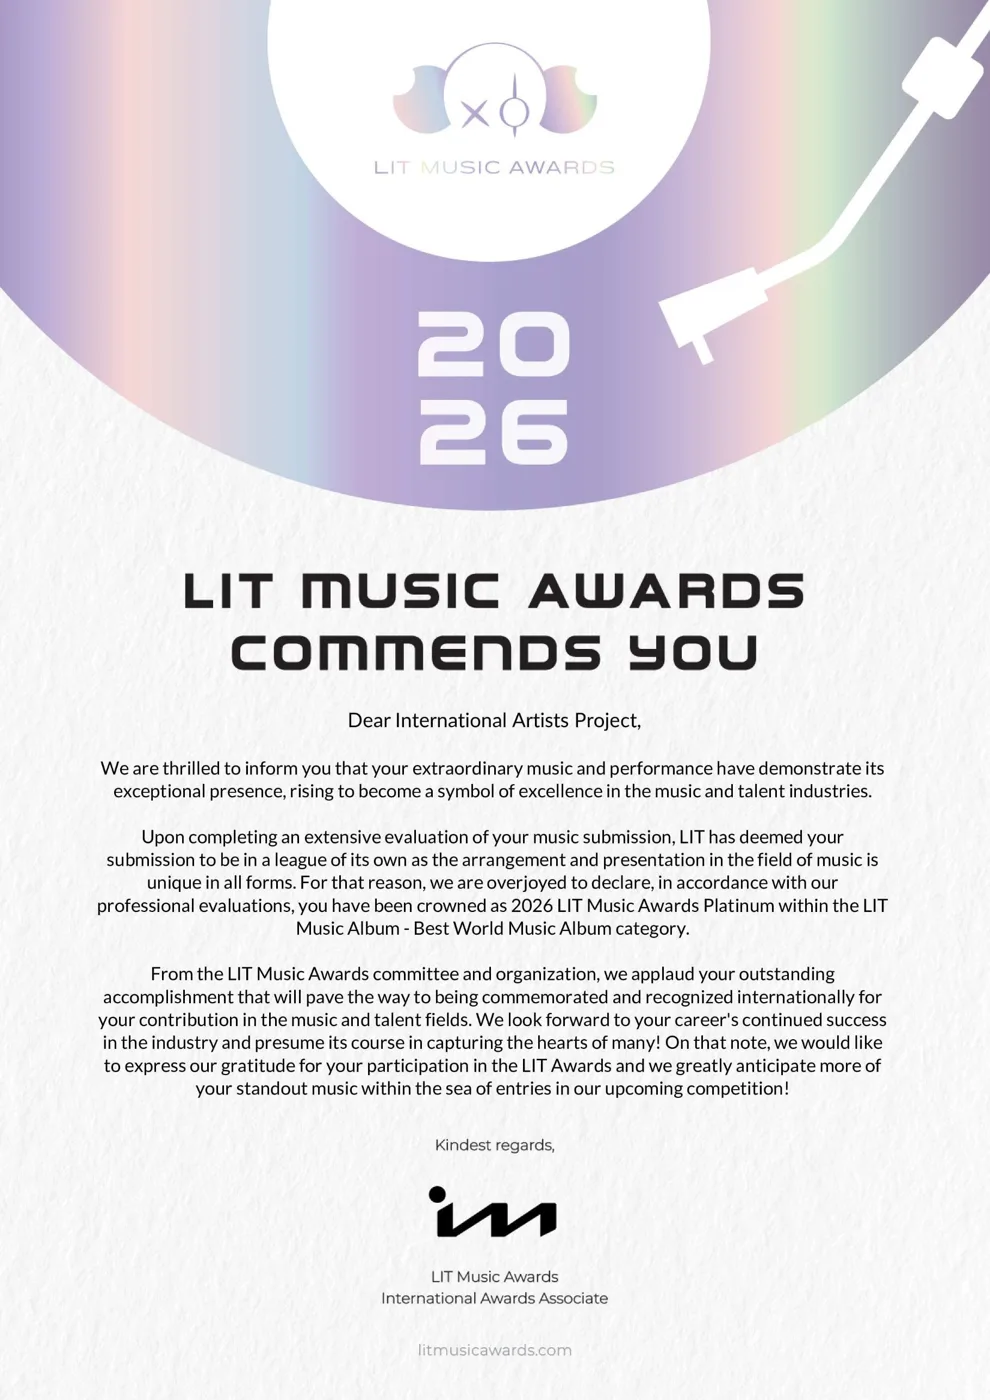 LIT MUSIC AWARDS
20
26
LIT MUSIC AWARDS
COMMENDS YOU
Dear International Artists Project,
We are thrilled to inform you that your extraordinary music and performance have demonstrate its
exceptional presence, rising to become a symbol of excellence in the music and talent industries.
Upon completing an extensive evaluation of your music submission, LIT has deemed your
submission to be in a league of its own as the arrangement and presentation in the field of music is
unique in all forms. For that reason, we are overjoyed to declare, in accordance with our
professional evaluations, you have been crowned as 2026 LIT Music Awards Platinum within the LIT
Music Album - Best World Music Album category.
From the LIT Music Awards committee and organization, we applaud your outstanding
accomplishment that will pave the way to being commemorated and recognized internationally for
your contribution in the music and talent fields. We look forward to your career's continued success
in the industry and presume its course in capturing the hearts of many! On that note, we would like
to express our gratitude for your participation in the LIT Awards and we greatly anticipate more of
your standout music within the sea of entries in our upcoming competition!
Kindest regards,
im
LIT Music Awards
International Awards Associate
litmusicawards.com